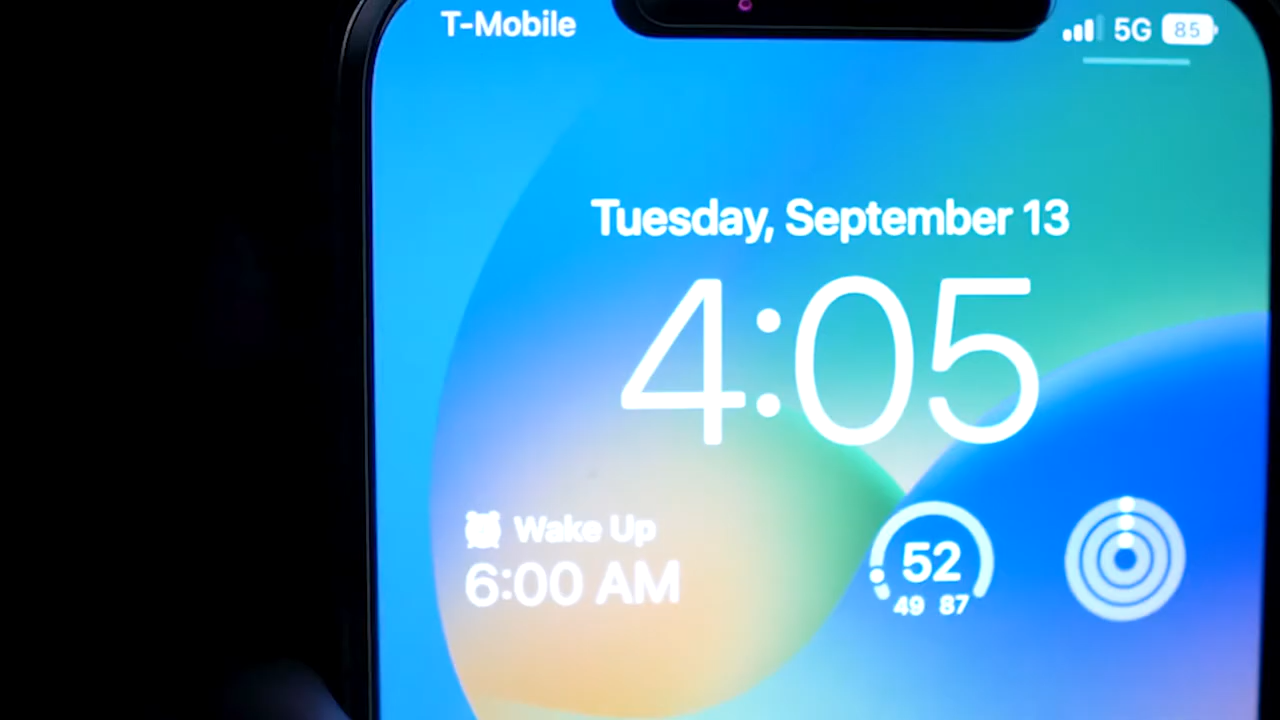 T-Mobile
5G 85
Tuesday, September 13
4:05
Wake Up
6:00 AM
52
49 87